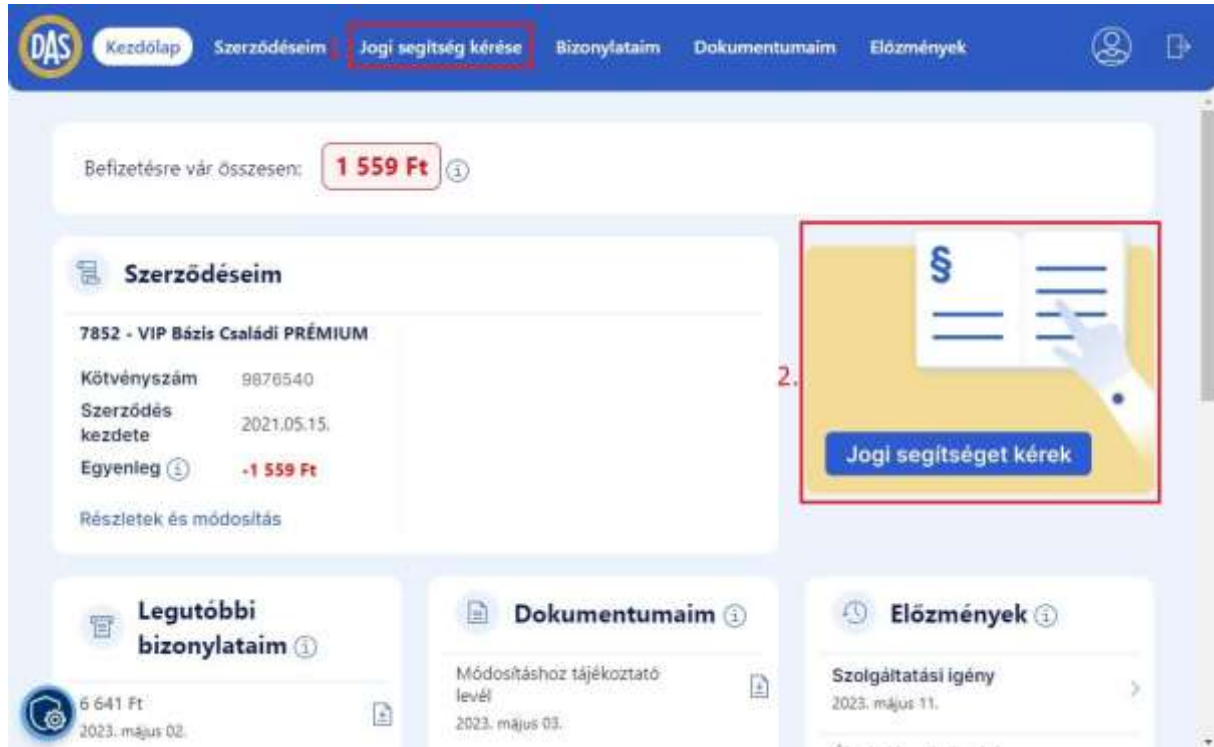 DAS Kezdőlap Szerződéseim Jogi segítség kérése Bizonylataim Dokumentumaim Előzmények
Befizetésre vár összesen: 1 559 Ft
Szerződéseim
7852 - VIP Bázis Családi PRÉMIUM
Kötvényszám 9876540
Szerződés
kezdete 2021.05.15.
Egyenleg -1 559 Ft
Részletek és módosítás
2.
§
Jogi segítséget kérek
Legutóbbi
bizonylataim
6 641 Ft
2023. május 02.
Dokumentumaim
Módosításhoz tájékoztató
levél
2023. május 03.
Előzmények
Szolgáltatási igény
2023. május 11.